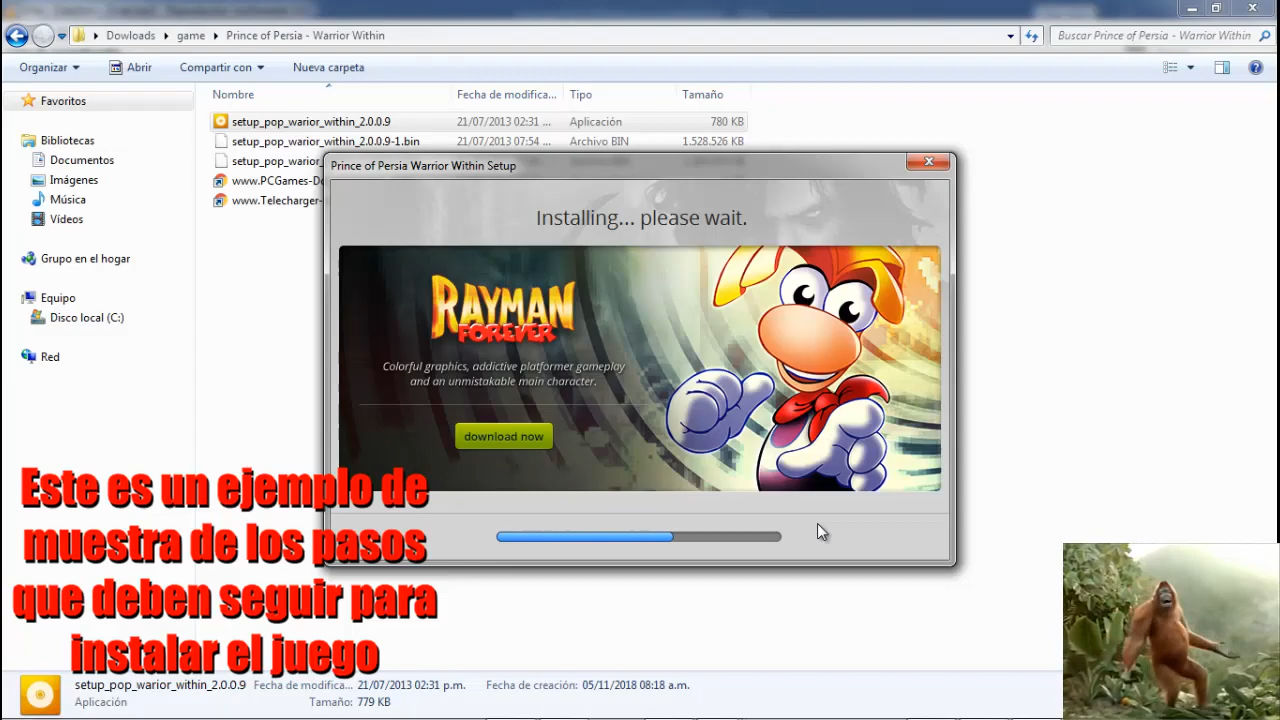 Dowloads
game
Prince of Persia - Warrior Within
Buscar Prince of Persia - Warrior Within
Organizar
Abrir
Compartir con
Nueva carpeta
Favoritos
Bibliotecas
Documentos
Imágenes
Música
Vídeos
Grupo en el hogar
Equipo
Disco local (C:)
Red
Nombre
Fecha de modifica...
Tipo
Tamaño
setup_pop_warior_within_2.0.0.9
21/07/2013 02:31 ...
Aplicación
780 KB
setup_pop_warior_within_2.0.0.9-1.bin
21/07/2013 07:54 ...
Archivo BIN
1.528.526 KB
setup_pop_warior
www.PCGames-Do
www.Telecharger-
Prince of Persia Warrior Within Setup
Installing... please wait.
RAYMAN
FOREVER
Colorful graphics, addictive platformer gameplay
and an unmistakable main character.
download now
Este es un ejemplo de
muestra de los pasos
que deben seguir para
instalar el juego
setup_pop_warior_within_2.0.0.9
Fecha de modifica... 21/07/2013 02:31 p.m.
Fecha de creación: 05/11/2018 08:18 a.m.
Aplicación
Tamaño: 779 KB